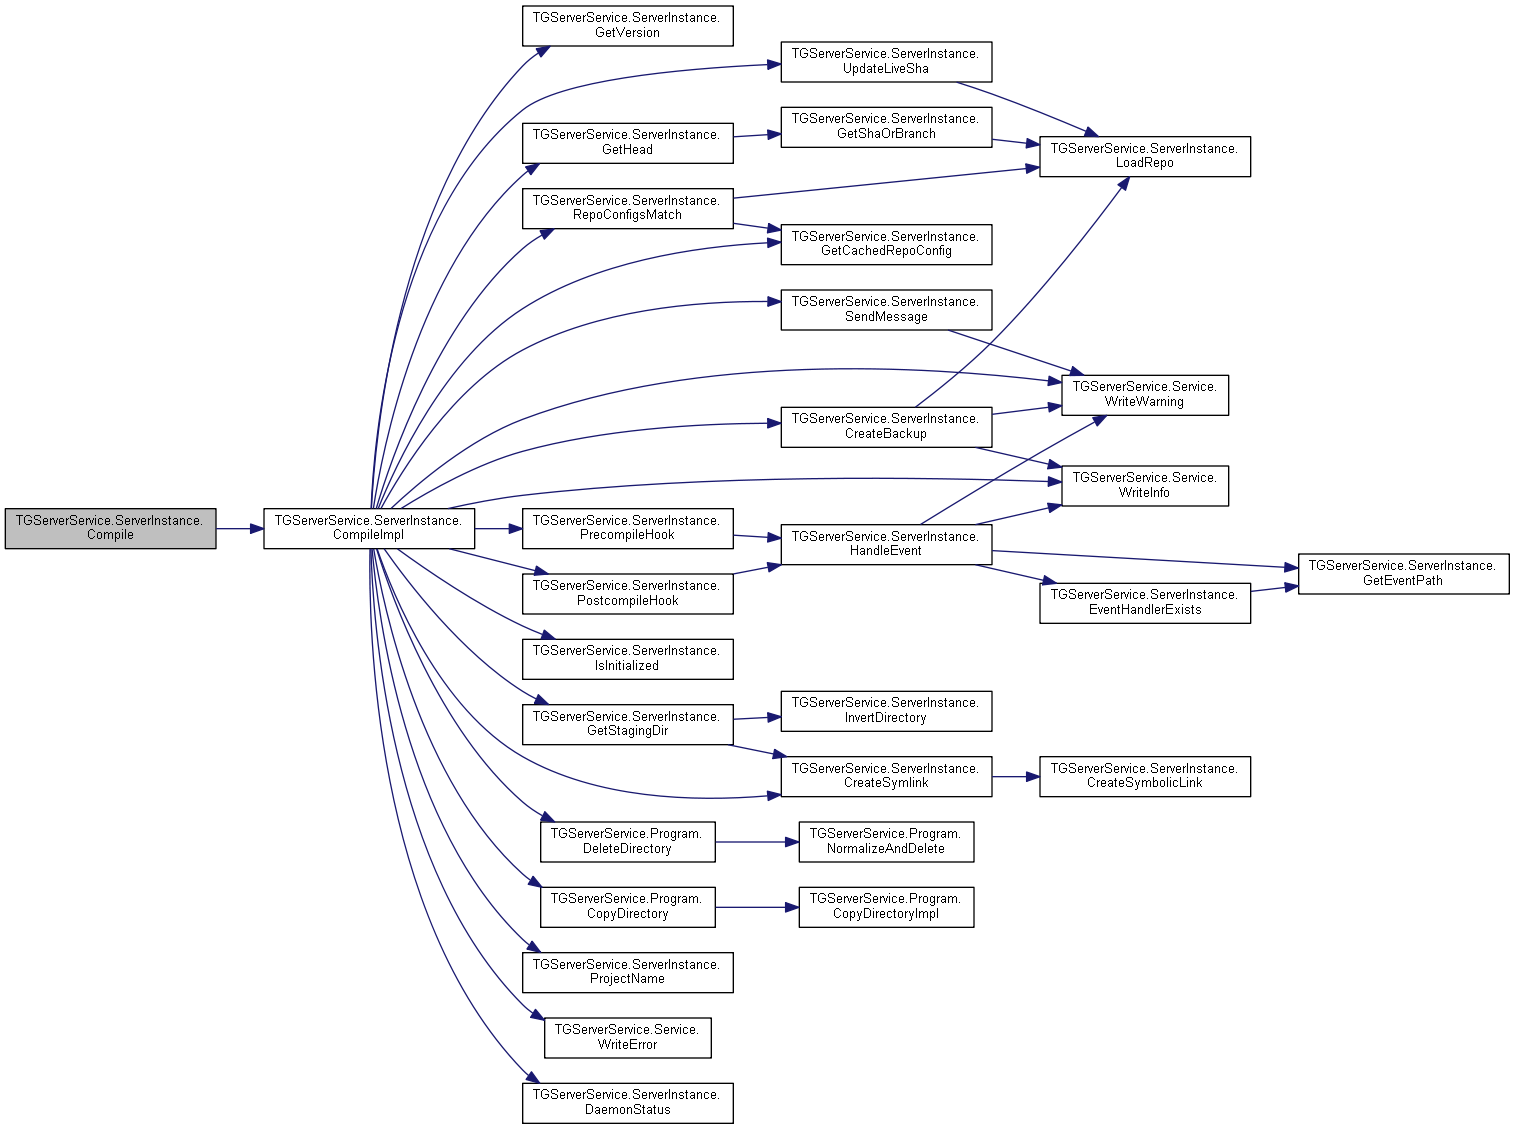 TGServerService.ServerInstance.
GetVersion
TGServerService.ServerInstance.
UpdateLiveSha
TGServerService.ServerInstance.
GetShaOrBranch
TGServerService.ServerInstance.
GetHead
TGServerService.ServerInstance.
LoadRepo
TGServerService.ServerInstance.
RepoConfigsMatch
TGServerService.ServerInstance.
GetCachedRepoConfig
TGServerService.ServerInstance.
SendMessage
TGServerService.Service.
WriteWarning
TGServerService.ServerInstance.
CreateBackup
TGServerService.Service.
WriteInfo
TGServerService.ServerInstance.
Compile
TGServerService.ServerInstance.
CompileImpl
TGServerService.ServerInstance.
PrecompileHook
TGServerService.ServerInstance.
HandleEvent
TGServerService.ServerInstance.
GetEventPath
TGServerService.ServerInstance.
PostcompileHook
TGServerService.ServerInstance.
EventHandlerExists
TGServerService.ServerInstance.
IsInitialized
TGServerService.ServerInstance.
InvertDirectory
TGServerService.ServerInstance.
GetStagingDir
TGServerService.ServerInstance.
CreateSymlink
TGServerService.ServerInstance.
CreateSymbolicLink
TGServerService.Program.
DeleteDirectory
TGServerService.Program.
NormalizeAndDelete
TGServerService.Program.
CopyDirectory
TGServerService.Program.
CopyDirectoryImpl
TGServerService.ServerInstance.
ProjectName
TGServerService.Service.
WriteError
TGServerService.ServerInstance.
DaemonStatus